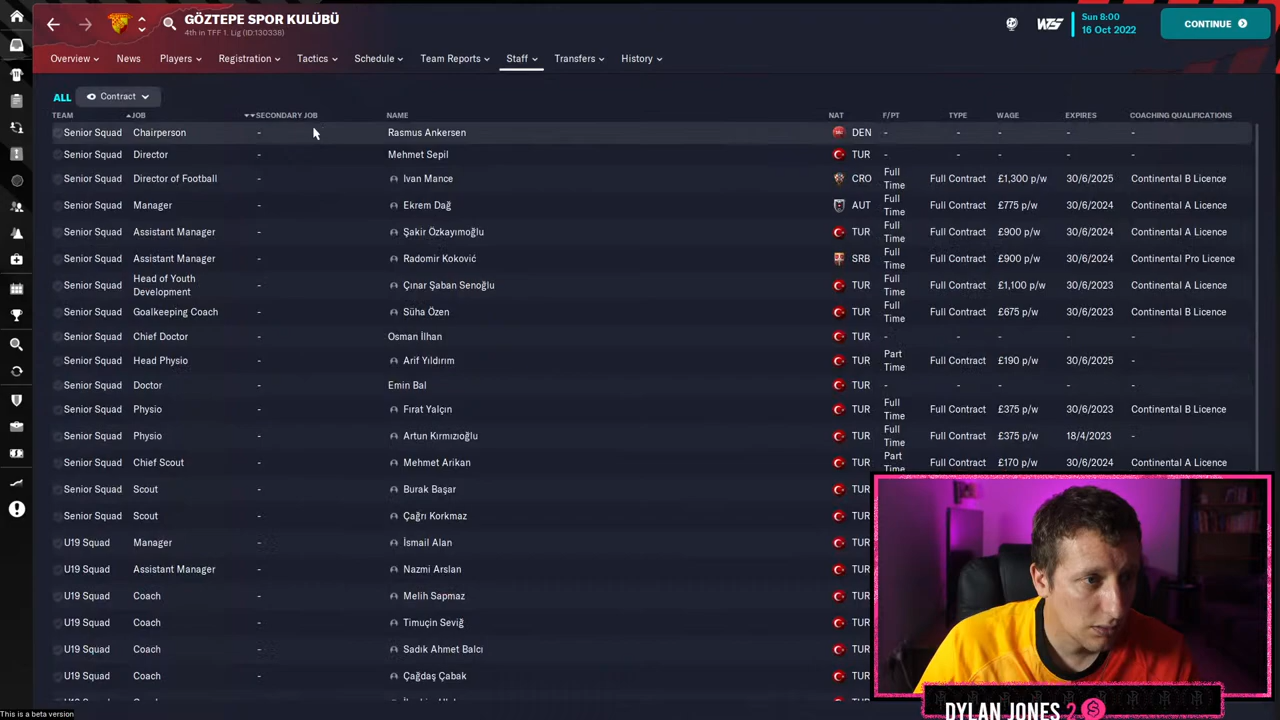 GÖZTEPE SPOR KULÜBÜ
4th in TFF 1. Lig (ID:130338)
Sun 8:00
16 Oct 2022
CONTINUE
Overview News Players Registration Tactics Schedule Team Reports Staff Transfers History
ALL Contract
TEAM JOB SECONDARY JOB NAME NAT F/PT TYPE WAGE EXPIRES COACHING QUALIFICATIONS
Senior Squad Chairperson - Rasmus Ankersen DEN - - - - -
Senior Squad Director - Mehmet Sepil TUR - - - - -
Senior Squad Director of Football - Ivan Mance CRO Full Time Full Contract £1,300 p/w 30/6/2025 Continental B Licence
Senior Squad Manager - Ekrem Dağ AUT Full Time Full Contract £775 p/w 30/6/2024 Continental A Licence
Senior Squad Assistant Manager - Şakir Özkayımoğlu TUR Full Time Full Contract £900 p/w 30/6/2024 Continental A Licence
Senior Squad Assistant Manager - Radomir Koković SRB Full Time Full Contract £900 p/w 30/6/2024 Continental Pro Licence
Senior Squad Head of Youth Development - Çınar Şaban Senoğlu TUR Full Time Full Contract £1,100 p/w 30/6/2023 Continental A Licence
Senior Squad Goalkeeping Coach - Süha Özen TUR Full Time Full Contract £675 p/w 30/6/2023 Continental B Licence
Senior Squad Chief Doctor Osman İlhan TUR - - - - -
Senior Squad Head Physio - Arif Yıldırım TUR Part Time Full Contract £190 p/w 30/6/2025 -
Senior Squad Doctor - Emin Bal TUR - - - - -
Senior Squad Physio - Fırat Yalçın TUR Full Time Full Contract £375 p/w 30/6/2023 Continental B Licence
Senior Squad Physio - Artun Kırmızıoğlu TUR Full Time Full Contract £375 p/w 18/4/2023 -
Senior Squad Chief Scout - Mehmet Arikan TUR Part Time Full Contract £170 p/w 30/6/2024 Continental A Licence
Senior Squad Scout - Burak Başar TUR
Senior Squad Scout - Çağrı Korkmaz TUR
U19 Squad Manager - İsmail Alan TUR
U19 Squad Assistant Manager - Nazmi Arslan TUR
U19 Squad Coach - Melih Sapmaz TUR
U19 Squad Coach - Timuçin Seviğ TUR
U19 Squad Coach - Sadık Ahmet Balcı TUR
U19 Squad Coach - Çağdaş Çabak TUR
This is a beta version
DYLAN JONES 2